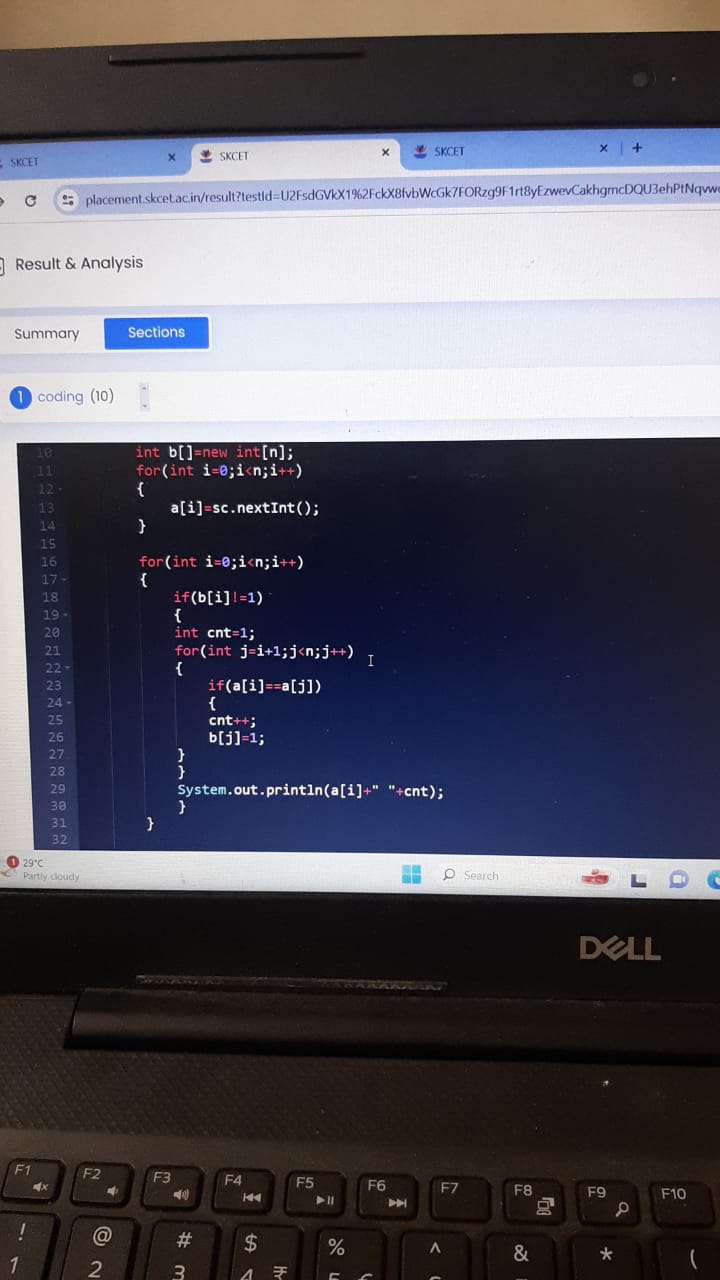 SKCET
SKCET
SKCET
placement.skcet.ac.in/result?testId=U2FsdGVkX1%2FckX8fvbWcGk7FORzg9F1rt8yEzwevCakhgmcDQU3ehPtNqvw
Result & Analysis
Summary
Sections
1 coding (10)
10 int b[]=new int[n];
11 for(int i=0;i<n;i++)
12 {
13 a[i]=sc.nextInt();
14 }
15
16 for(int i=0;i<n;i++)
17 {
18 if(b[i]!=1)
19 {
20 int cnt=1;
21 for(int j=i+1;j<n;j++)
22 {
23 if(a[i]==a[j])
24 {
25 cnt++;
26 b[j]=1;
27 }
28 }
29 System.out.println(a[i]+" "+cnt);
30 }
31 }
32
1 29°C
Partly cloudy
Search
DELL
F1 F2 F3 F4 F5 F6 F7 F8 F9 F10
! @ # $ % ^ & * (
1 2 3 4 ₹ 5 € 6